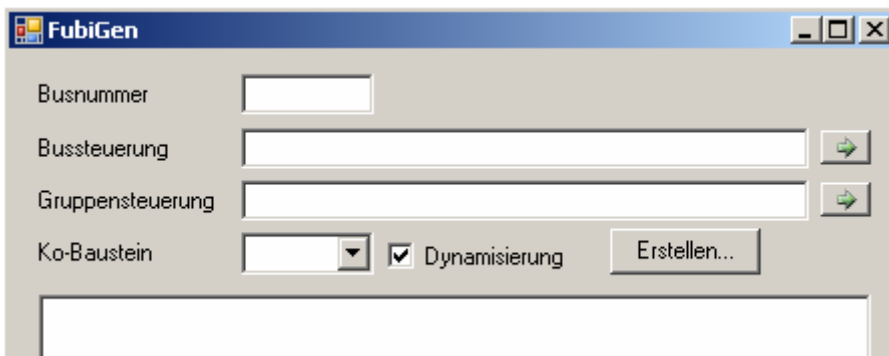 FubiGen
Busnummer
Bussteuerung
Gruppensteuerung
Ko-Baustein Dynamisierung Erstellen...